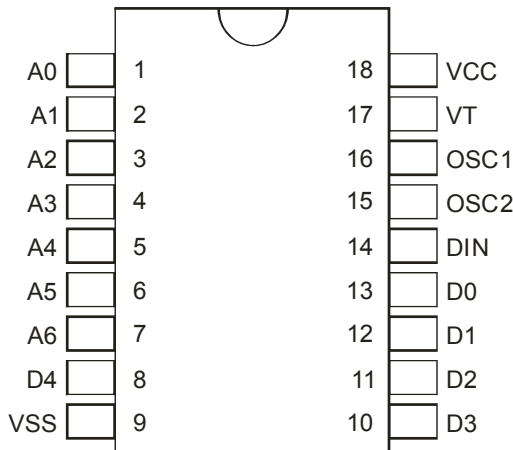 A0 1 18 VCC
A1 2 17 VT
A2 3 16 OSC1
A3 4 15 OSC2
A4 5 14 DIN
A5 6 13 D0
A6 7 12 D1
D4 8 11 D2
VSS 9 10 D3